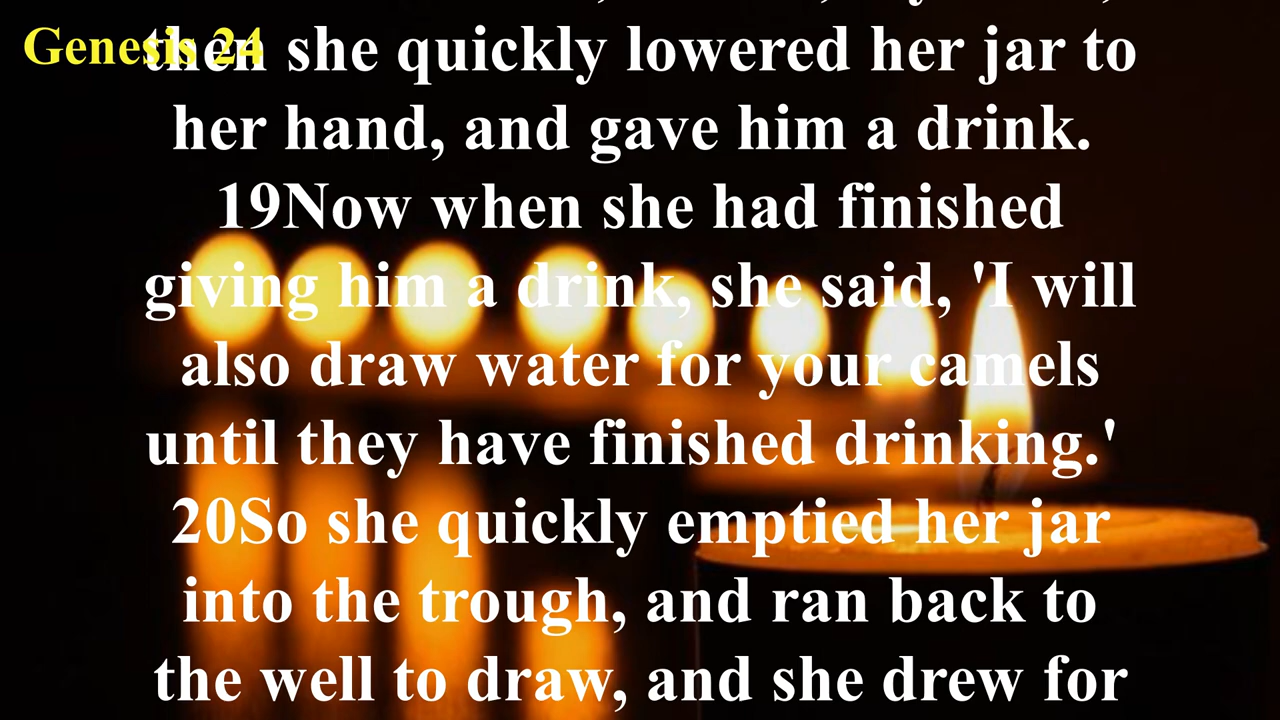 Genesis 24
then she quickly lowered her jar to
her hand, and gave him a drink.
19Now when she had finished
giving him a drink, she said, 'I will
also draw water for your camels
until they have finished drinking.'
20So she quickly emptied her jar
into the trough, and ran back to
the well to draw, and she drew for